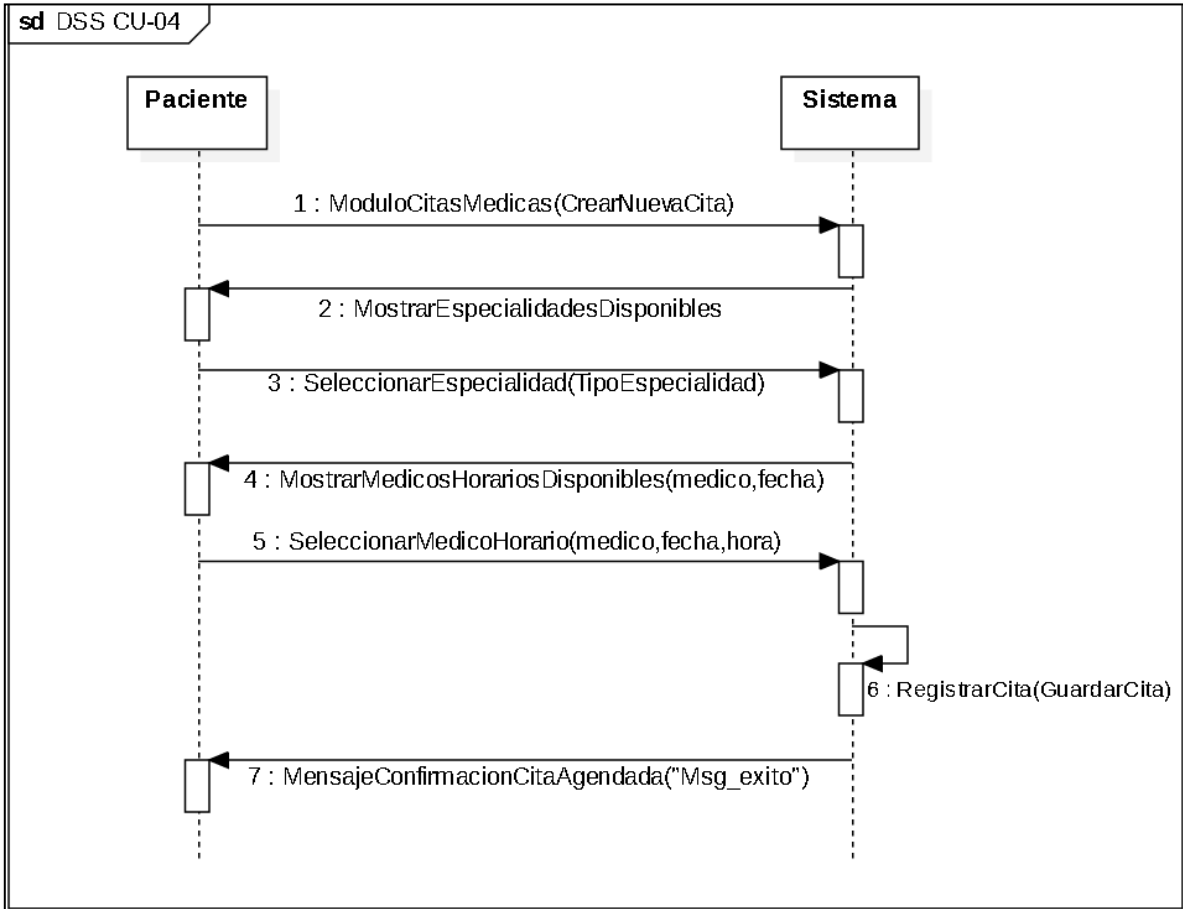 sd DSS CU-04
Paciente
Sistema
1 : ModuloCitasMedicas(CrearNuevaCita)
2 : MostrarEspecialidadesDisponibles
3 : SeleccionarEspecialidad(TipoEspecialidad)
4 : MostrarMedicosHorariosDisponibles(medico,fecha)
5 : SeleccionarMedicoHorario(medico,fecha,hora)
6 : RegistrarCita(GuardarCita)
7 : MensajeConfirmacionCitaAgendada("Msg_exito")